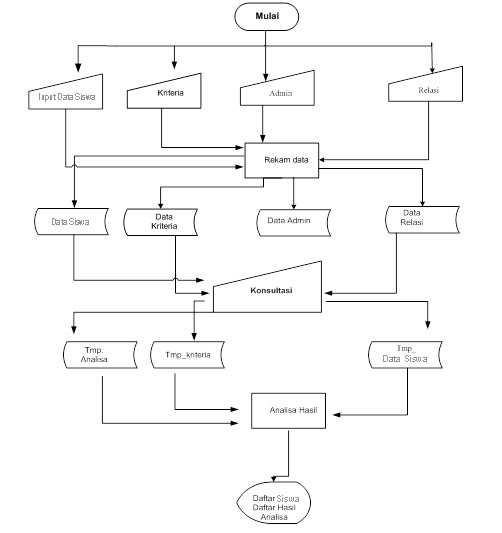 Mulai
Input Data Siswa
Kriteria
Admin
Relasi
Rekam data
Data Siswa
Data
Kriteria
Data Admin
Data
Relasi
Konsultasi
Tmp.
Analisa
Tmp_kriteria
Tmp_
Data Siswa
Analisa Hasil
Daftar Siswa
Daftar Hasil
Analisa